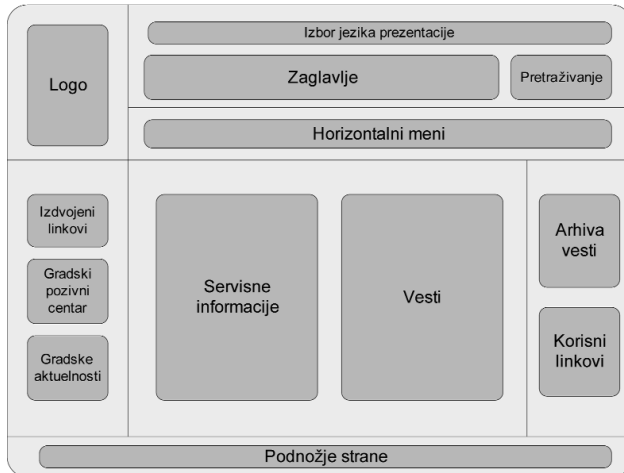 Izbor jezika prezentacije
Logo
Zaglavlje
Pretraživanje
Horizontalni meni
Izdvojeni
linkovi
Gradski
pozivni
centar
Gradske
aktuelnosti
Servisne
informacije
Vesti
Arhiva
vesti
Korisni
linkovi
Podnožje strane